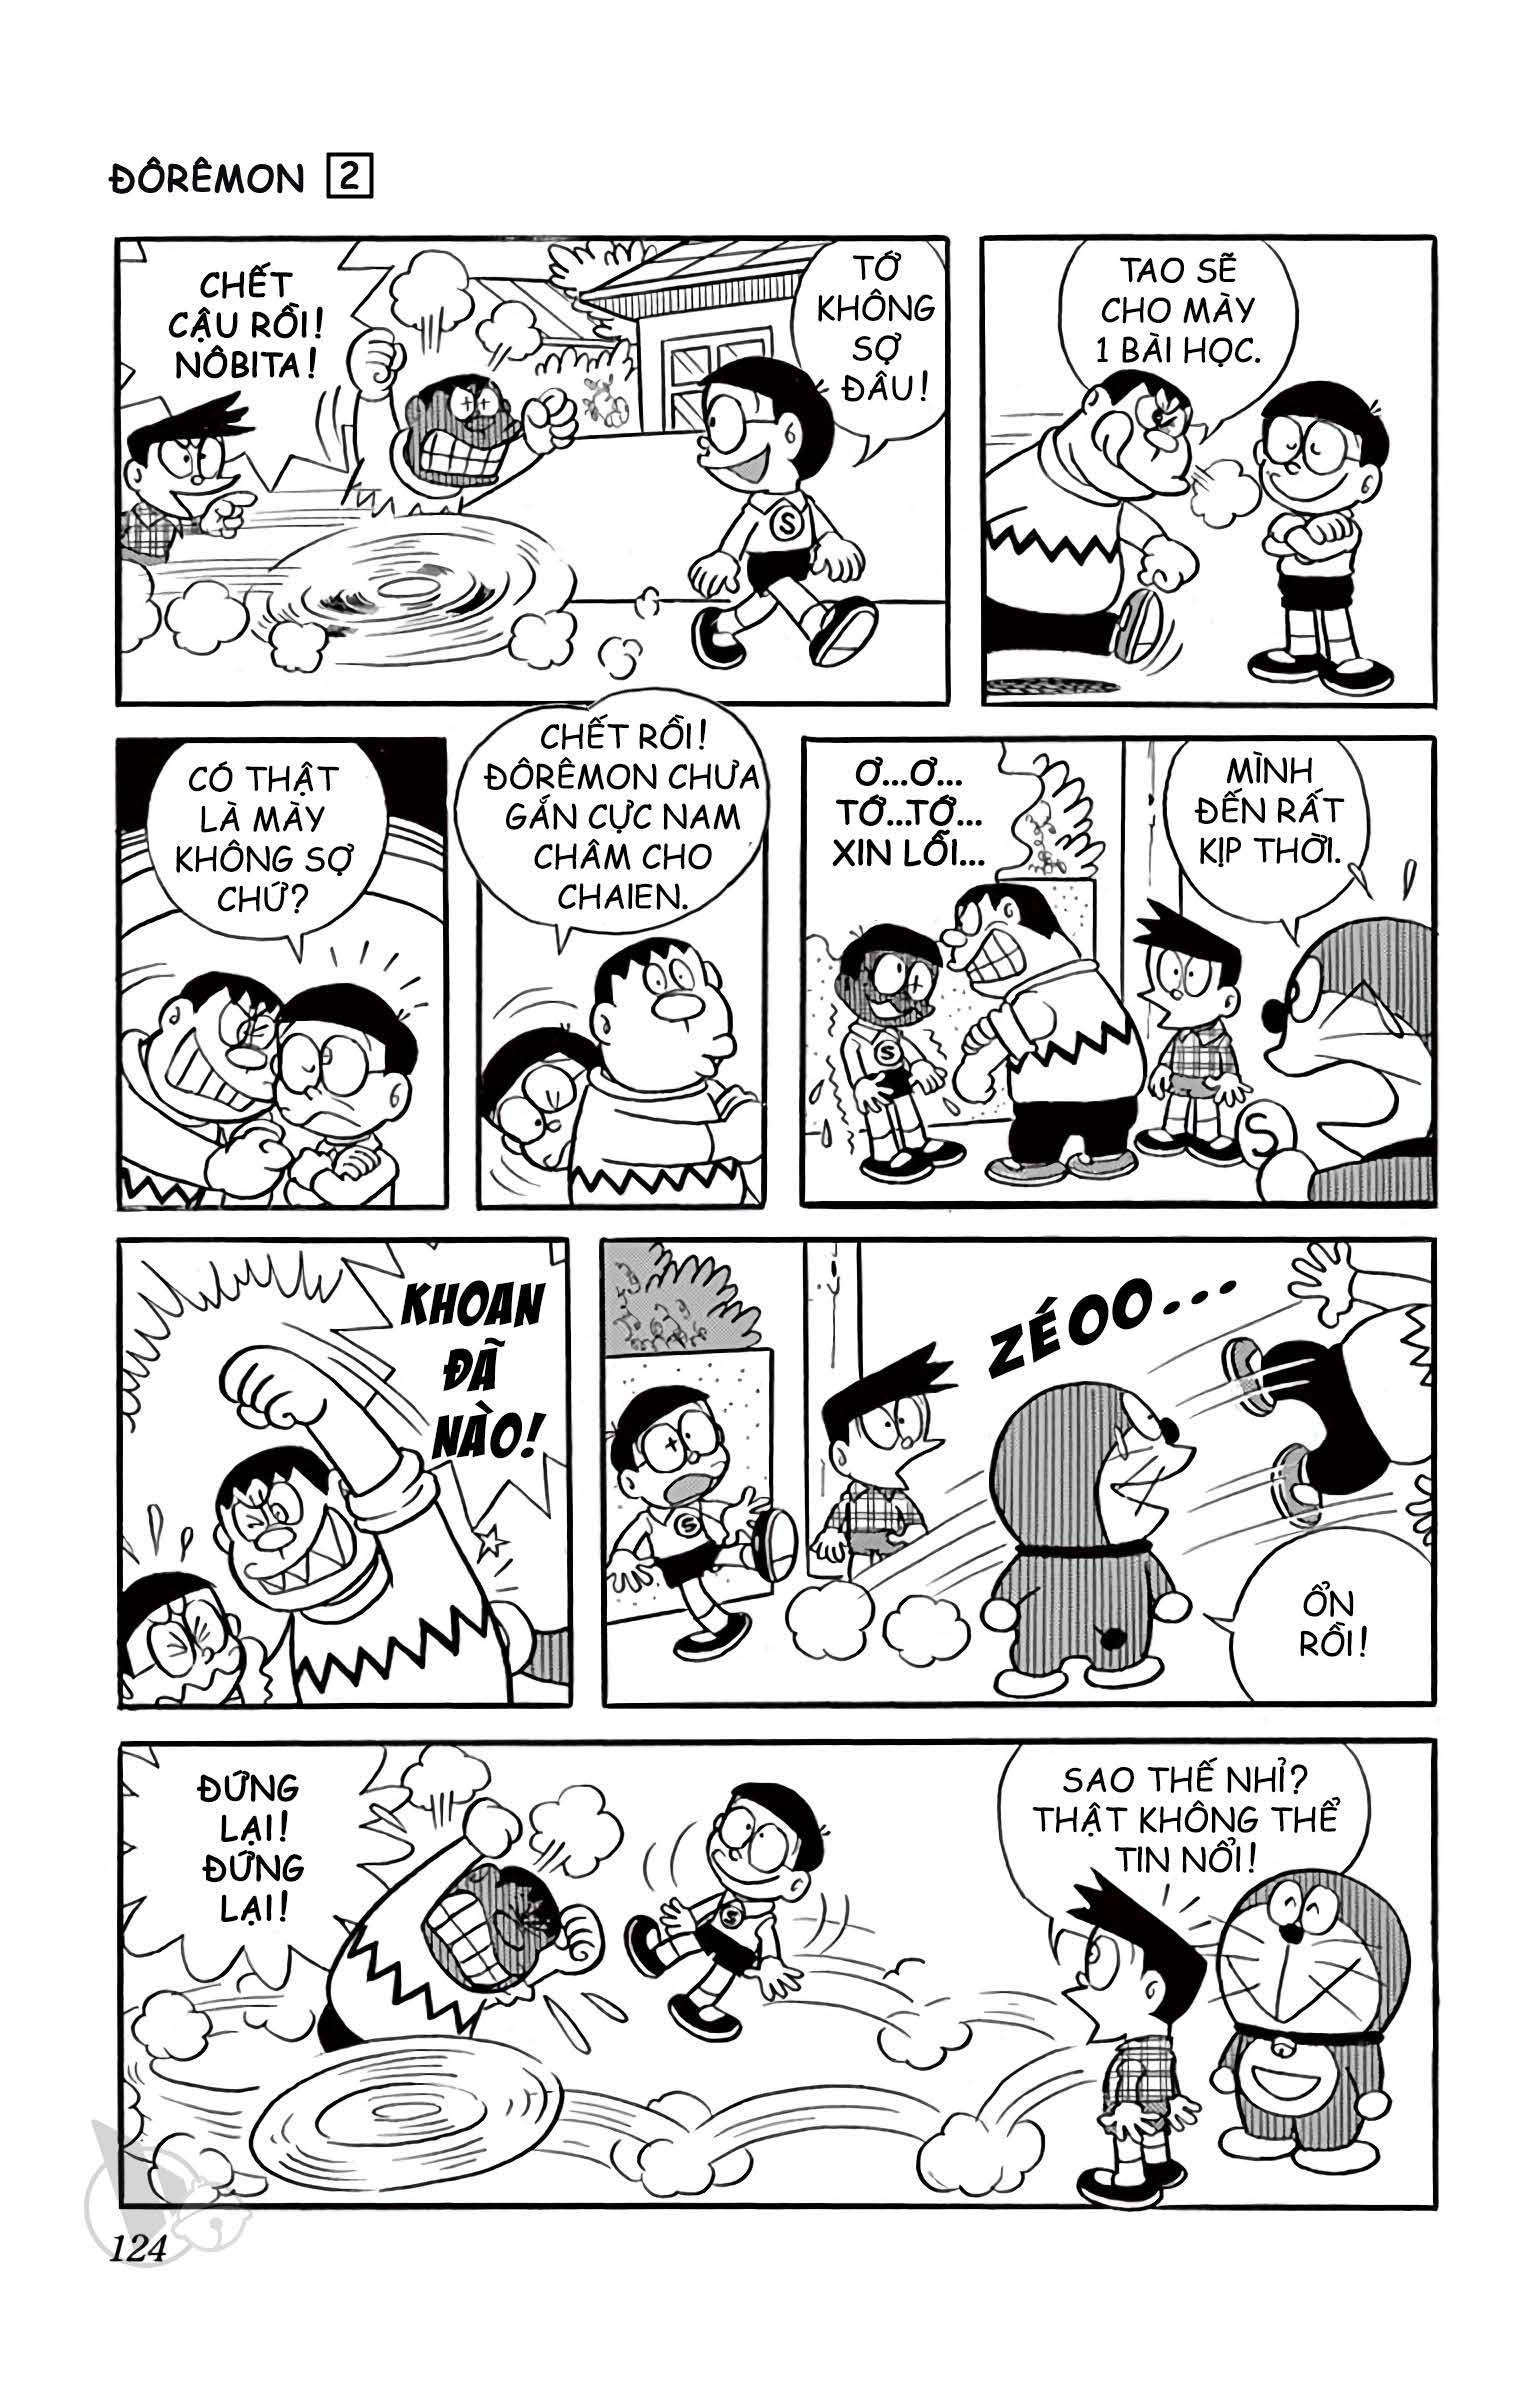 ĐÔRÊMON 2
CHẾT
CẬU RỒI!
NÔBITA!
TỚ
KHÔNG
SỢ
ĐÂU!
S
TAO SẼ
CHO MÀY
1 BÀI HỌC.
CÓ THẬT
LÀ MÀY
KHÔNG SỢ
CHỨ?
CHẾT RỒI!
ĐÔRÊMON CHƯA
GẮN CỰC NAM
CHÂM CHO
CHAIEN.
Ơ...Ơ...
TỚ...TỚ...
XIN LỖI...
S
MÌNH
ĐẾN RẤT
KỊP THỜI.
S
KHOAN
ĐÃ
NÀO!
S
ZÉOO...
ỔN
RỒI!
ĐỨNG
LẠI!
ĐỨNG
LẠI!
S
SAO THẾ NHỈ?
THẬT KHÔNG THỂ
TIN NỔI!
124